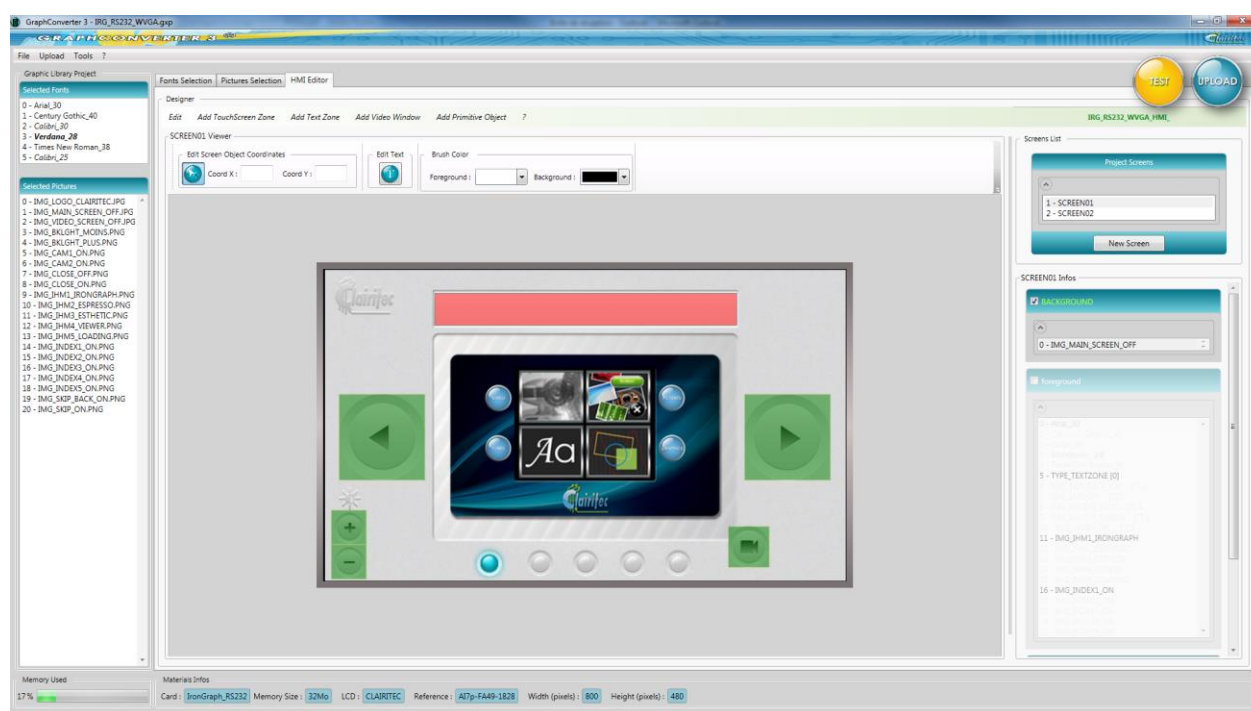 GraphConverter 3 - IRG_RS232_WVGA.gxp
GRAPHCONVERTER 3
Clairitec
File Upload Tools ?
Graphic Library Project
Selected Fonts
0 - Arial_30
1 - Century Gothic_40
2 - Calibri_30
3 - Verdana_28
4 - Times New Roman_38
5 - Calibri_25
Selected Pictures
0 - IMG_LOGO_CLAIRITEC.JPG
1 - IMG_MAIN_SCREEN_OFF.JPG
2 - IMG_VIDEO_SCREEN_OFF.JPG
3 - IMG_BKLGHT_MOINS.PNG
4 - IMG_BKLGHT_PLUS.PNG
5 - IMG_CAM1_ON.PNG
6 - IMG_CAM2_ON.PNG
7 - IMG_CLOSE_OFF.PNG
8 - IMG_CLOSE_ON.PNG
9 - IMG_IHM1_IRONGRAPH.PNG
10 - IMG_IHM2_ESPRESSO.PNG
11 - IMG_IHM3_ESTHETIC.PNG
12 - IMG_IHM4_VIEWER.PNG
13 - IMG_IHM5_LOADING.PNG
14 - IMG_INDEX1_ON.PNG
15 - IMG_INDEX2_ON.PNG
16 - IMG_INDEX3_ON.PNG
17 - IMG_INDEX4_ON.PNG
18 - IMG_INDEX5_ON.PNG
19 - IMG_SKIP_BACK_ON.PNG
20 - IMG_SKIP_ON.PNG
Memory Used
17 %
Fonts Selection Pictures Selection HMI Editor
TEST UPLOAD
Designer
Edit Add TouchScreen Zone Add Text Zone Add Video Window Add Primitive Object ?
IRG_RS232_WVGA_HMI_
SCREEN01 Viewer
Edit Screen Object Coordinates Edit Text Brush Color
Coord X : Coord Y : Foreground : Background :
Clairitec
Aa
Clairitec
+
−
Screens List
Project Screens
1 - SCREEN01
2 - SCREEN02
New Screen
SCREEN01 Infos
BACKGROUND
0 - IMG_MAIN_SCREEN_OFF
Foreground
0 - Arial_30
5 - TYPE_TEXTZONE [0]
11 - IMG_IHM1_IRONGRAPH
16 - IMG_INDEX1_ON
Materials Infos
Card : IronGraph_RS232 Memory Size : 32Mo LCD : CLAIRITEC Reference : AI7p-FA49-1828 Width (pixels) : 800 Height (pixels) : 480